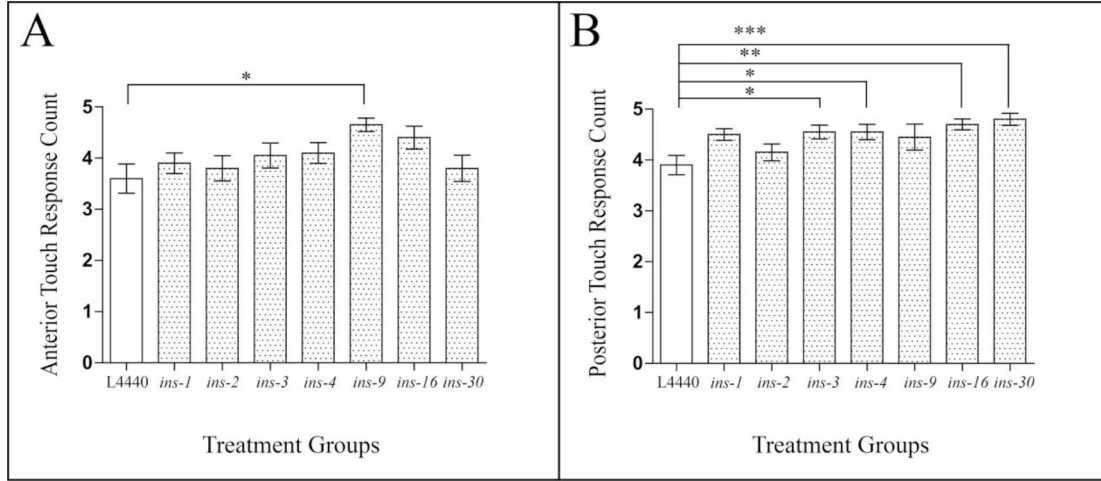 A
Anterior Touch Response Count
*
5
4
3
2
1
0
L4440 ins-1 ins-2 ins-3 ins-4 ins-9 ins-16 ins-30
Treatment Groups
B
Posterior Touch Response Count
***
**
*
*
5
4
3
2
1
0
L4440 ins-1 ins-2 ins-3 ins-4 ins-9 ins-16 ins-30
Treatment Groups